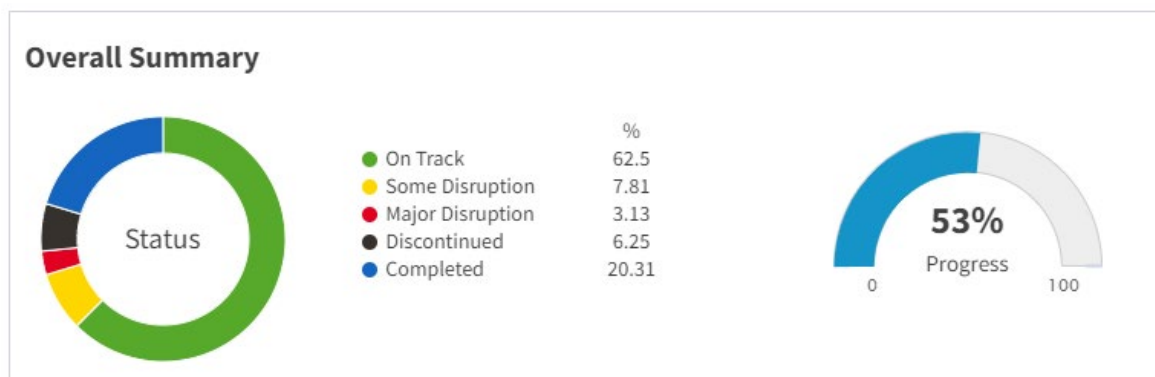 Overall Summary
Status
%
On Track 62.5
Some Disruption 7.81
Major Disruption 3.13
Discontinued 6.25
Completed 20.31
53%
Progress
0 100